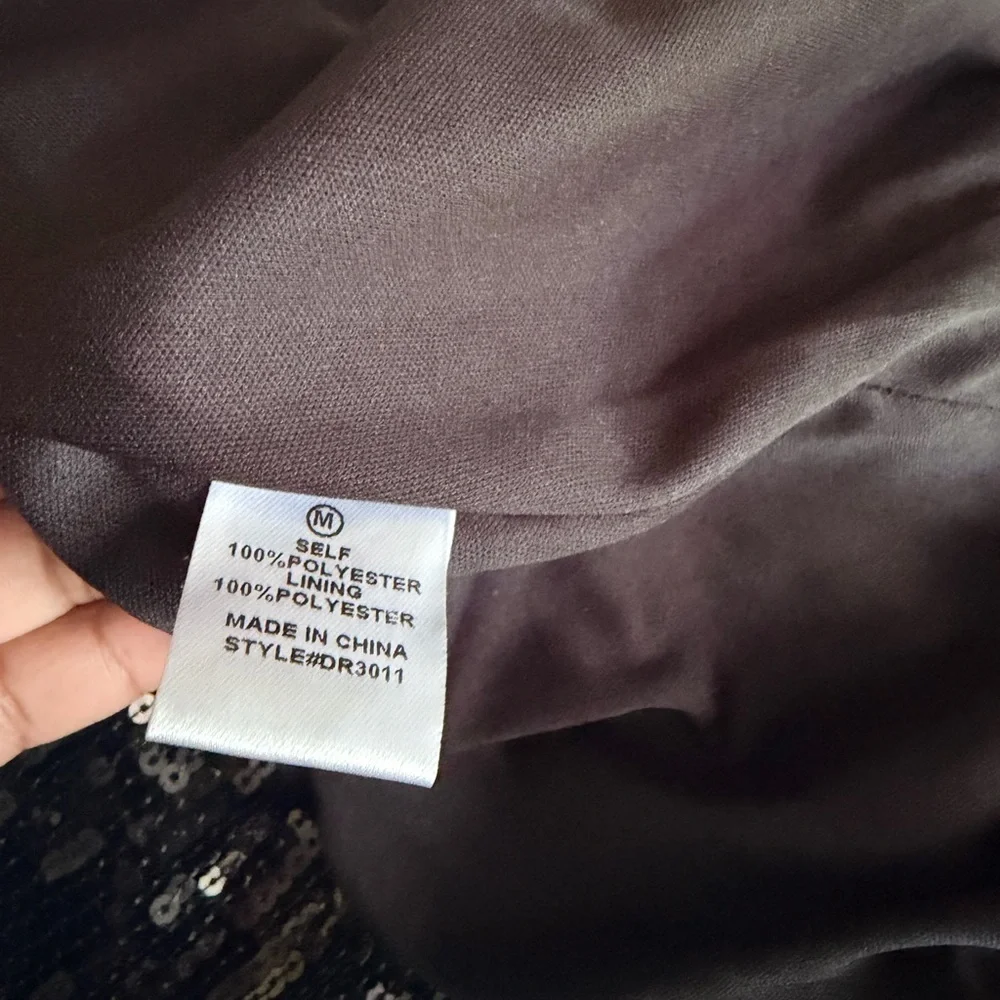 M
SELF
100%POLYESTER
LINING
100%POLYESTER
MADE IN CHINA
STYLE#DR3011